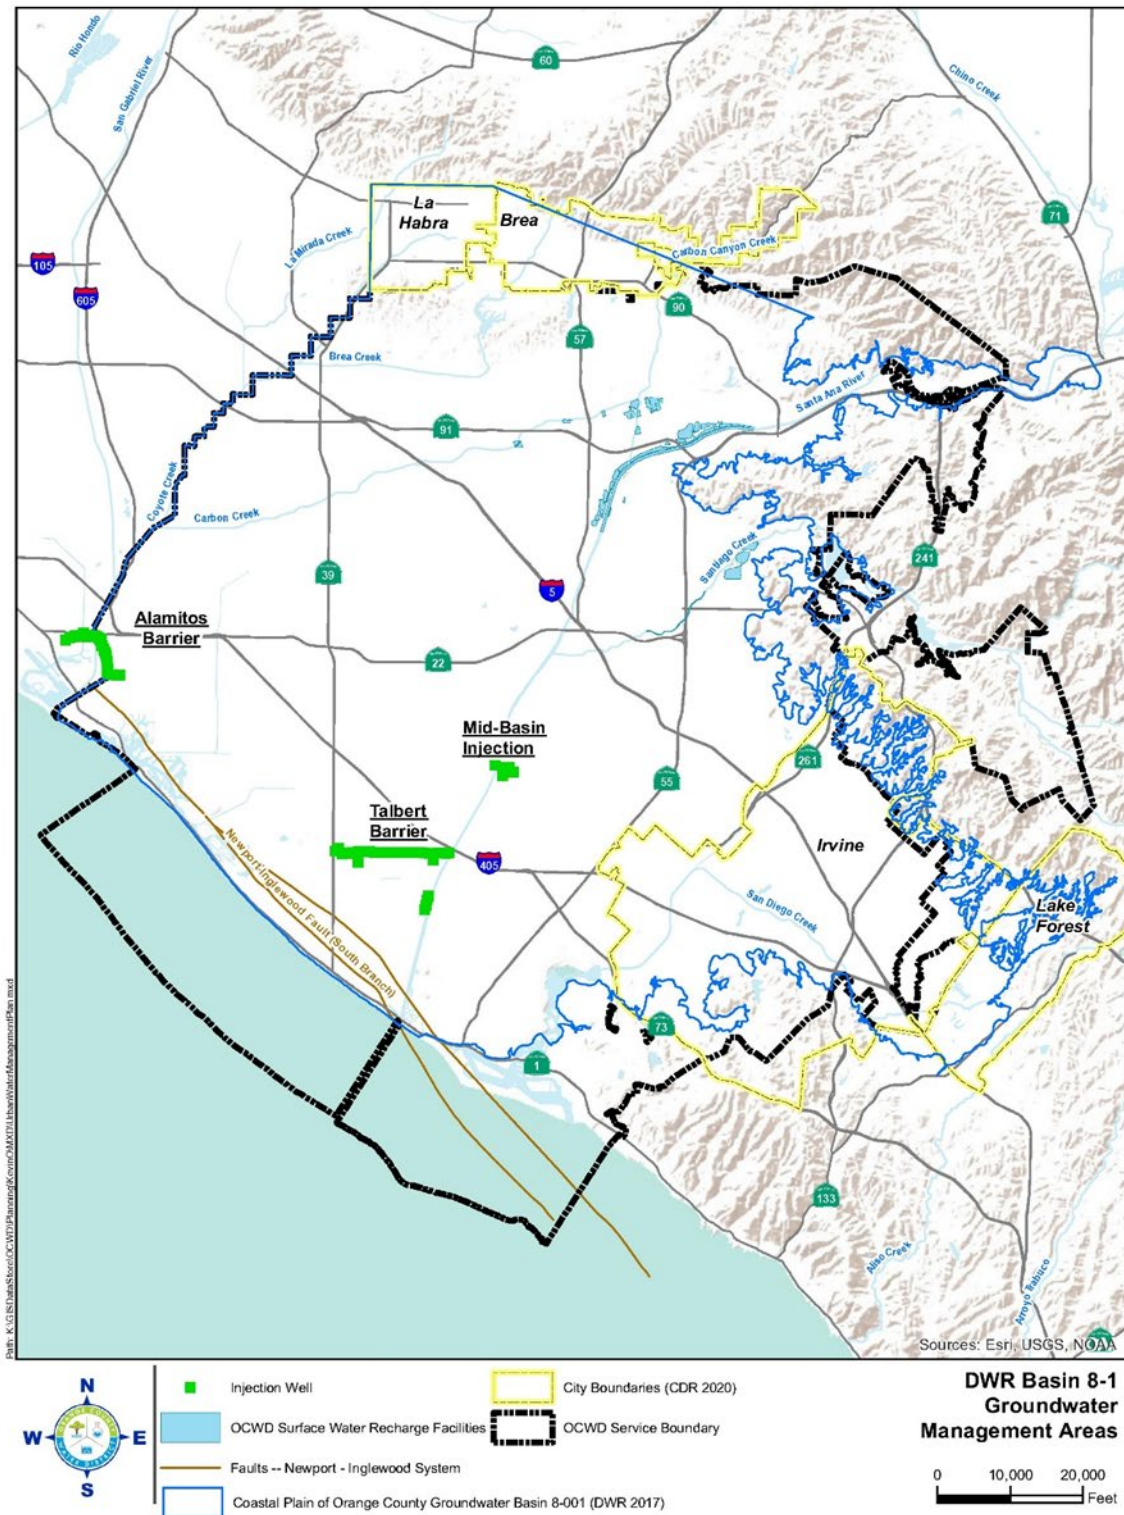 Rio Hondo
San Gabriel River
60
Chino Creek
71
La
Habra
Brea
La Mirada Creek
Carbon Canyon Creek
105
605
90
57
Brea Creek
Santa Ana River
91
Coyote Creek
Carbon Creek
Santiago Creek
39
5
241
Alamitos
Barrier
22
Mid-Basin
Injection
261
55
Talbert
Barrier
Newport-Inglewood Fault (South Branch)
405
Irvine
San Diego Creek
Lake
Forest
73
1
133
Aliso Creek
Arroyo Trabuco
Sources: Esri, USGS, NOAA
N
W
E
S
ORANGE COUNTY
WATER DISTRICT
Injection Well
OCWD Surface Water Recharge Facilities
Faults -- Newport - Inglewood System
Coastal Plain of Orange County Groundwater Basin 8-001 (DWR 2017)
City Boundaries (CDR 2020)
OCWD Service Boundary
DWR Basin 8-1
Groundwater
Management Areas
0 10,000 20,000
Feet